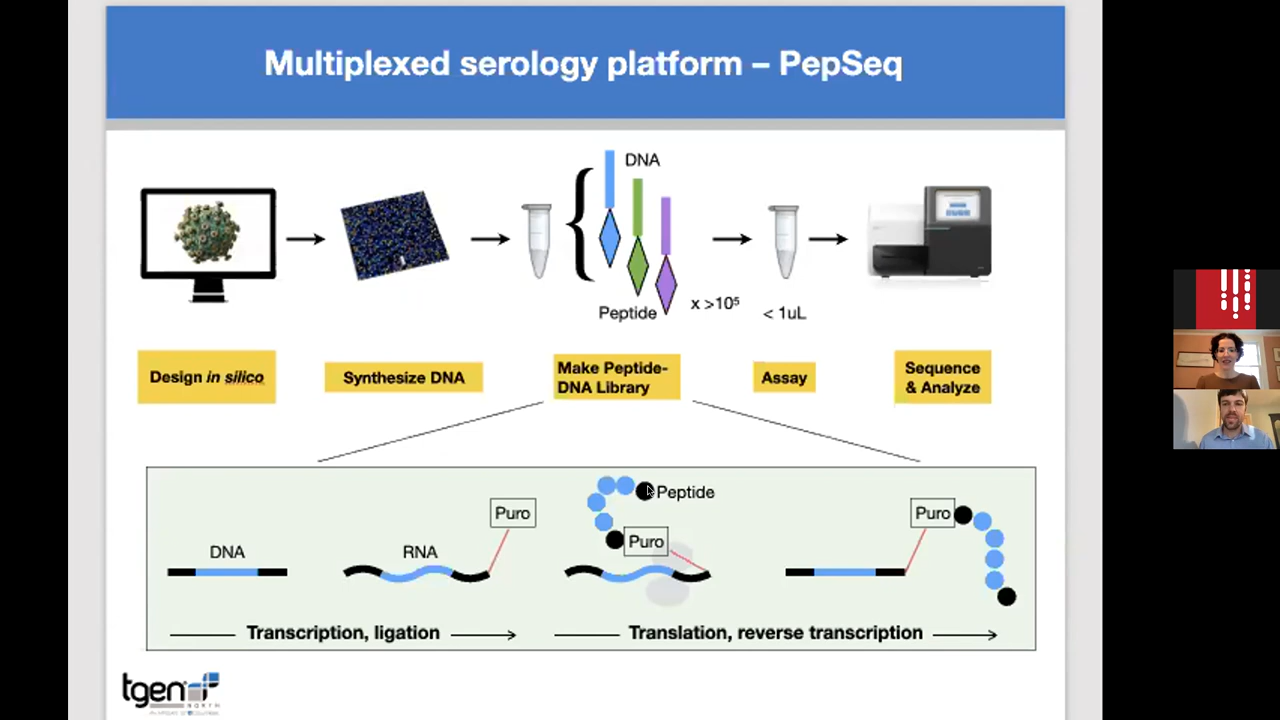 Multiplexed serology platform – PepSeq
DNA
Peptide
x >10⁵
< 1uL
Design in silico
Synthesize DNA
Make Peptide-
DNA Library
Assay
Sequence
& Analyze
Puro
Peptide
Puro
Puro
DNA
RNA
Transcription, ligation
Translation, reverse transcription
tgen
NORTH